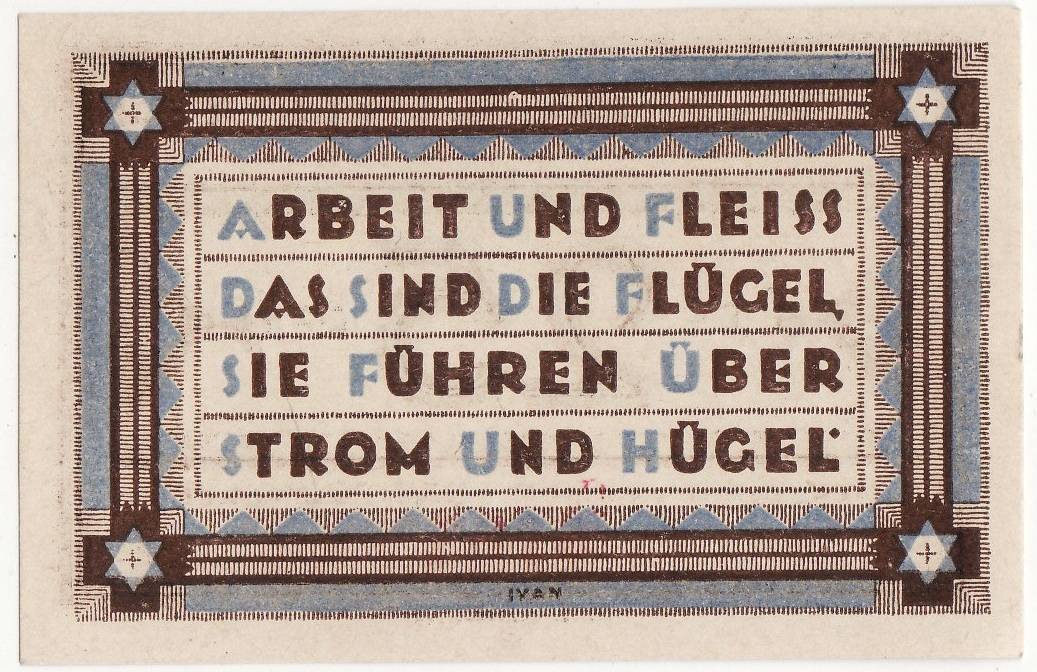 ARBEIT UND FLEISS
DAS SIND DIE FLÜGEL,
SIE FÜHREN ÜBER
STROM UND HÜGEL.
IVAN